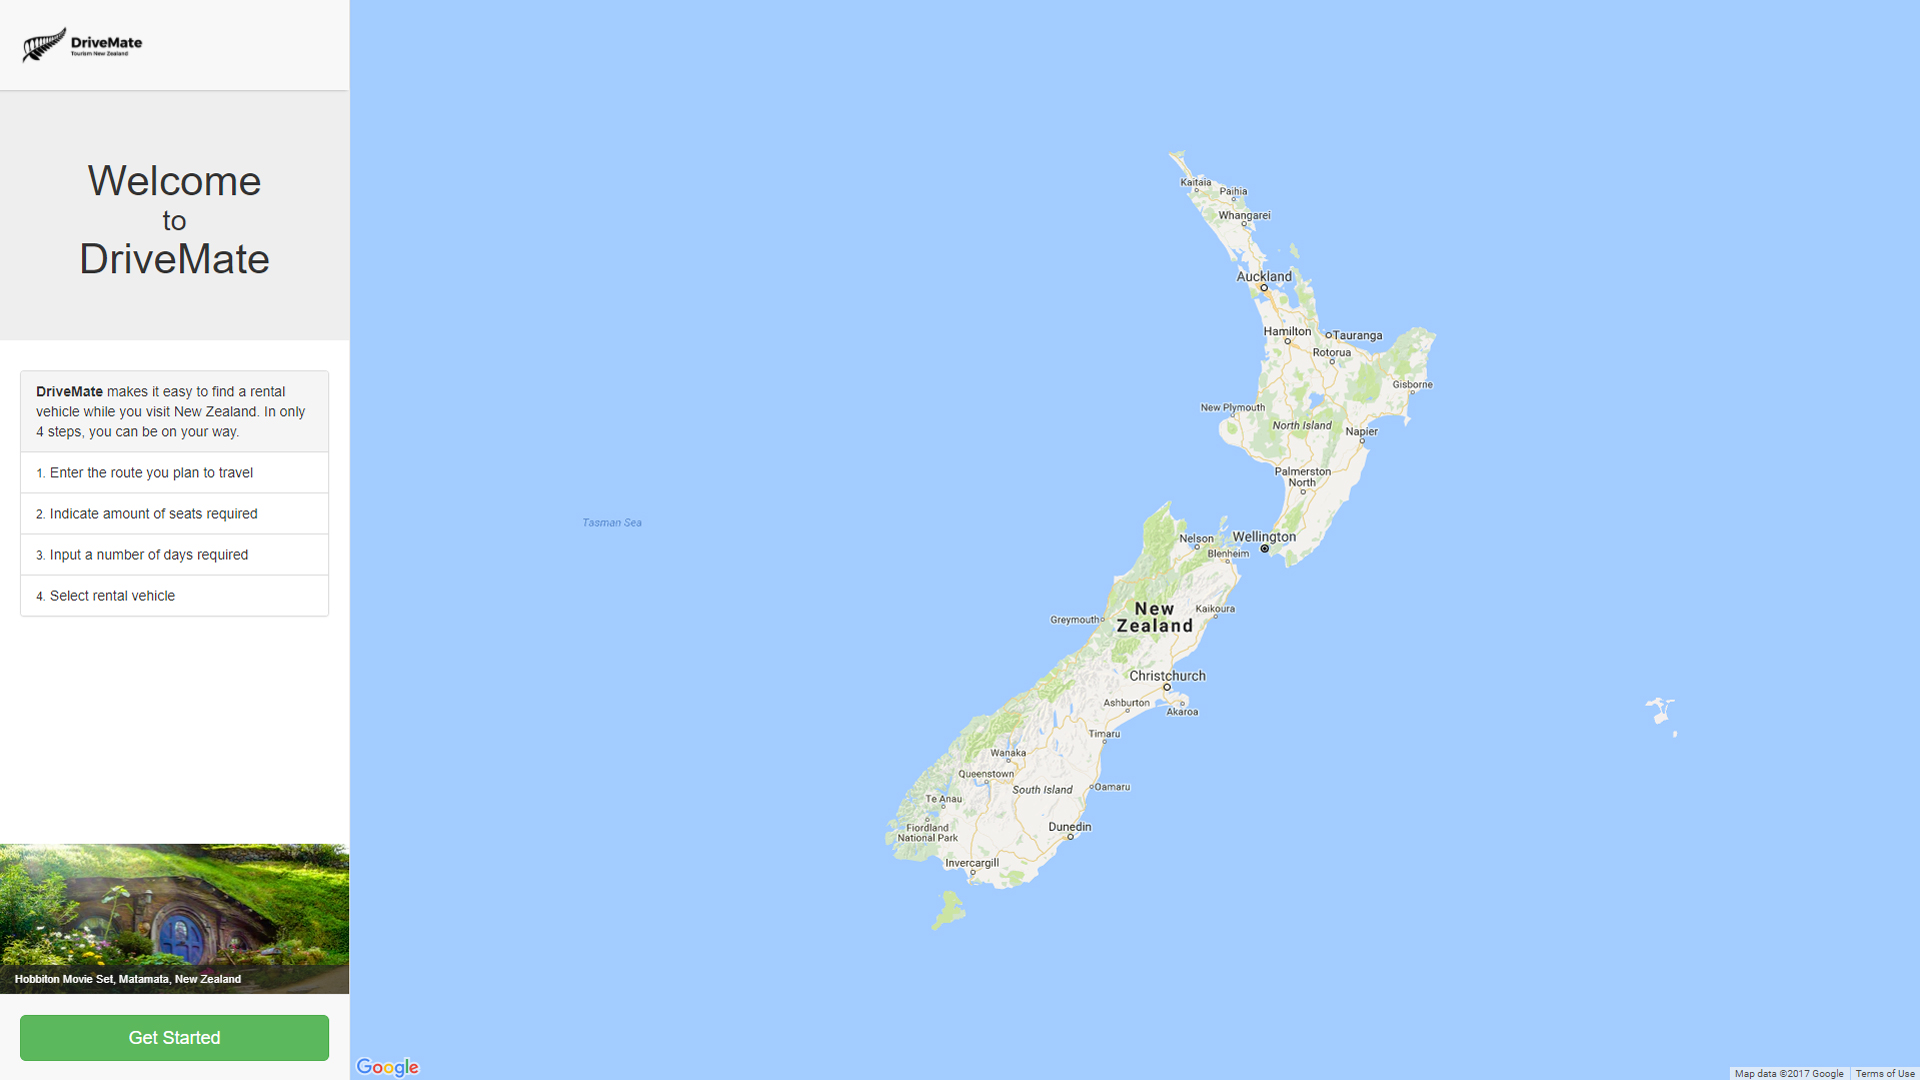 DriveMate
Tourism New Zealand
Welcome
to
DriveMate
DriveMate makes it easy to find a rental
vehicle while you visit New Zealand. In only
4 steps, you can be on your way.
1. Enter the route you plan to travel
2. Indicate amount of seats required
3. Input a number of days required
4. Select rental vehicle
Hobbiton Movie Set, Matamata, New Zealand
Get Started
Kaitaia
Paihia
Whangarei
Auckland
Hamilton
Tauranga
Rotorua
Gisborne
New Plymouth
North Island
Napier
Palmerston
North
Tasman Sea
Nelson
Wellington
Blenheim
New
Zealand
Kaikoura
Greymouth
Christchurch
Ashburton
Akaroa
Timaru
Wanaka
Queenstown
South Island
Oamaru
Te Anau
Fiordland
National Park
Dunedin
Invercargill
Google
Map data ©2017 Google
Terms of Use